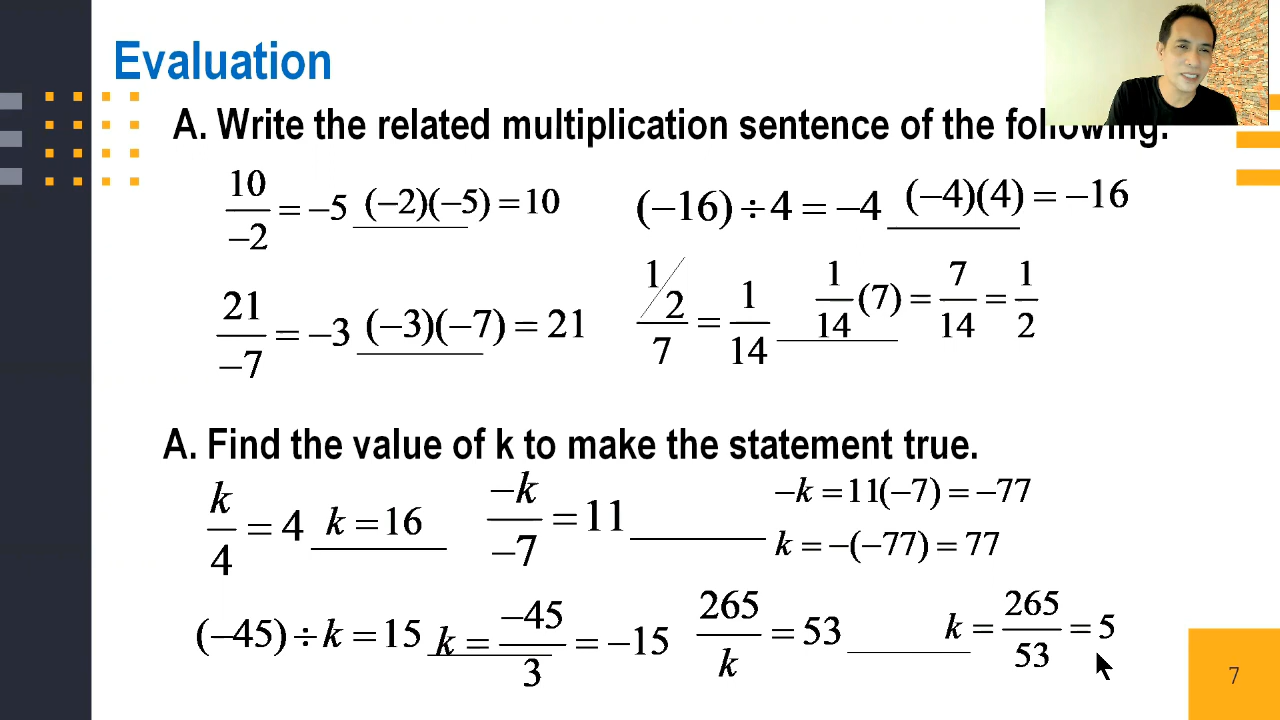 Evaluation
A. Write the related multiplication sentence of the following.
10/−2 = −5 (−2)(−5) = 10
(−16) ÷ 4 = −4 (−4)(4) = −16
21/−7 = −3 (−3)(−7) = 21
1/2/7 = 1/14 1/14 (7) = 7/14 = 1/2
A. Find the value of k to make the statement true.
k/4 = 4 k = 16
−k/−7 = 11
−k = 11(−7) = −77
k = −(−77) = 77
(−45) ÷ k = 15 k = −45/3 = −15
265/k = 53 k = 265/53 = 5
7